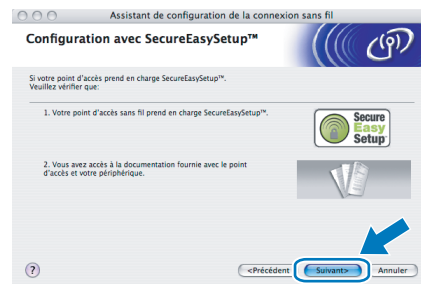 Assistant de configuration de la connexion sans fil
Configuration avec SecureEasySetup™
Si votre point d'accès prend en charge SecureEasySetup™.
Veuillez vérifier que:
1. Votre point d'accès sans fil prend en charge SecureEasySetup™.
Secure
Easy
Setup
2. Vous avez accès à la documentation fournie avec le point
d'accès et votre périphérique.
?
<Précédent
Suivant>
Annuler